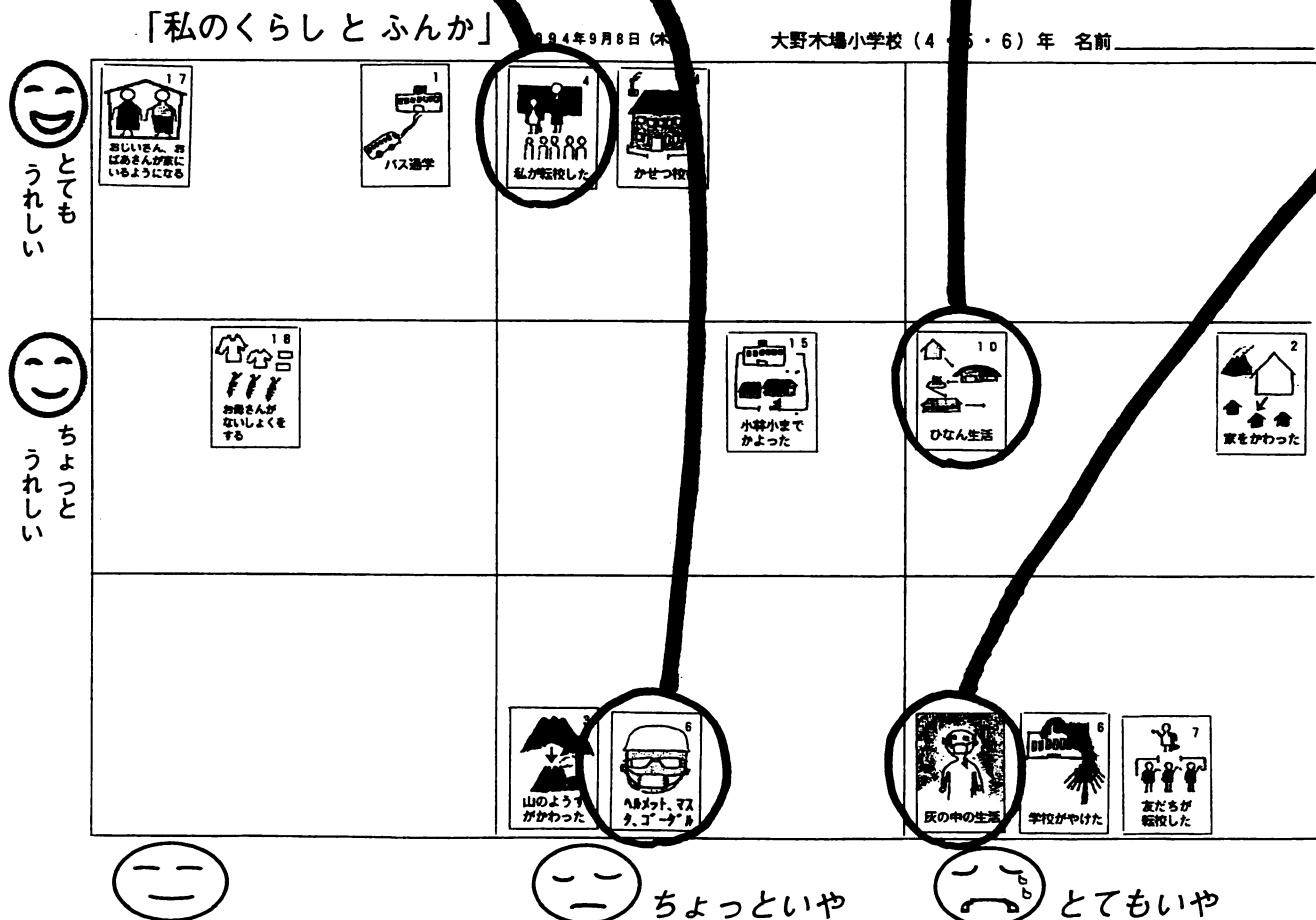 「私のくらし と ふんか」
994年9月8日 (木
大野木場小学校 (4・5・6) 年 名前
とても
うれしい
17
おじいさん、お
ばあさんが家に
いるようになる
1
バス通学
4
私が転校した
かせつ校
ちょっと
うれしい
18
お母さんが
ないしょくを
する
15
小林小まで
かよった
10
ひなん生活
2
家をかわった
3
山のようす
がかわった
6
ヘルメット、マス
ク、ゴーグル
灰の中の生活
6
学校がやけた
7
友だちが
転校した
ちょっといや
とてもいや